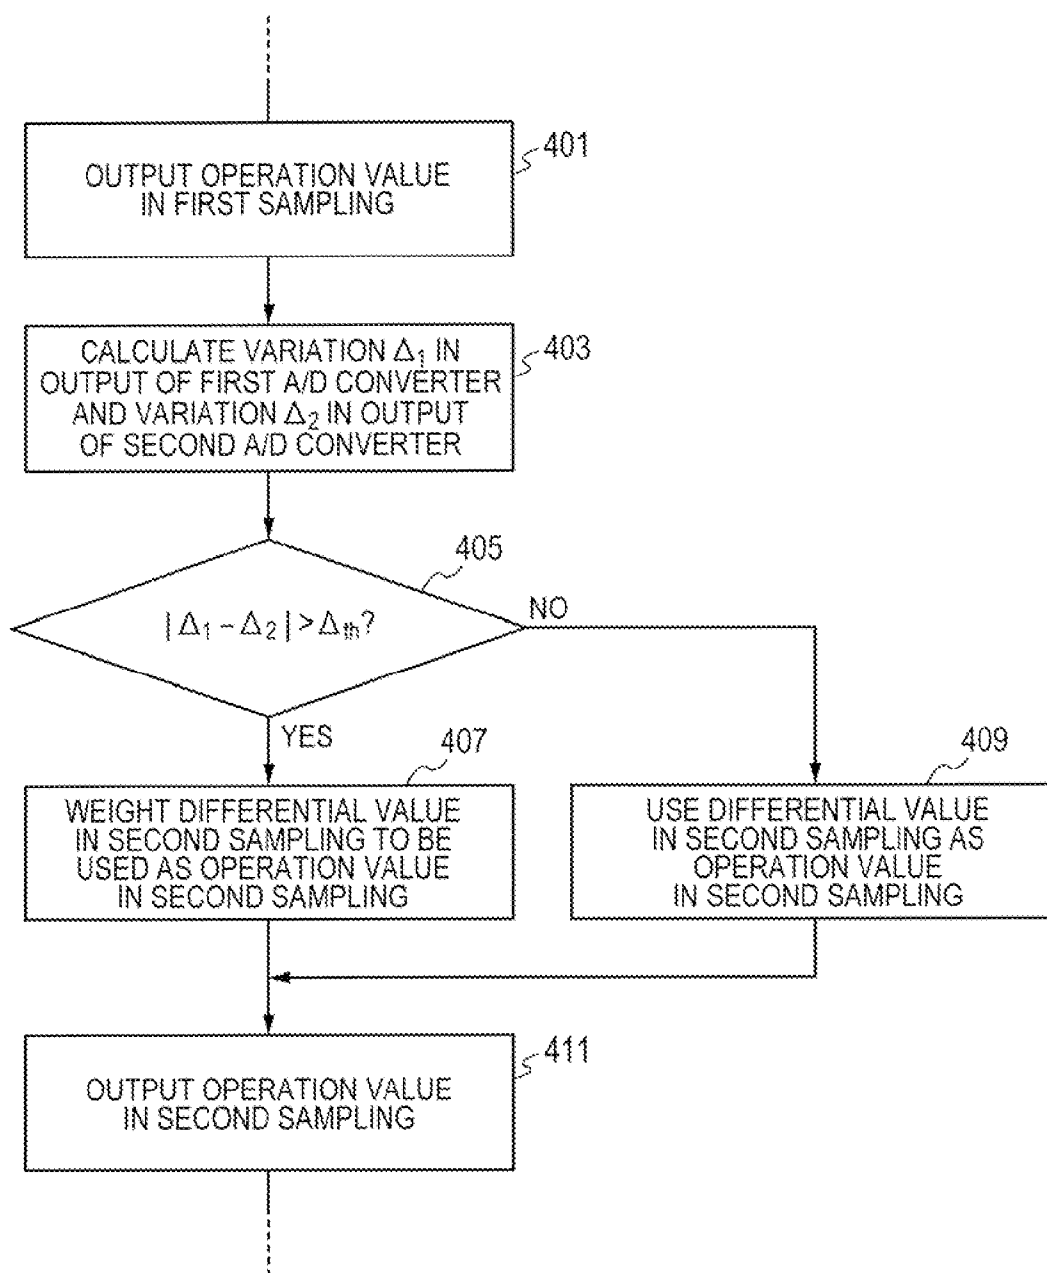 401
OUTPUT OPERATION VALUE
IN FIRST SAMPLING
403
CALCULATE VARIATION Δ₁ IN
OUTPUT OF FIRST A/D CONVERTER
AND VARIATION Δ₂ IN OUTPUT
OF SECOND A/D CONVERTER
405
|Δ₁ – Δ₂| > Δth?
NO
YES
407
WEIGHT DIFFERENTIAL VALUE
IN SECOND SAMPLING TO BE
USED AS OPERATION VALUE
IN SECOND SAMPLING
409
USE DIFFERENTIAL VALUE
IN SECOND SAMPLING AS
OPERATION VALUE
IN SECOND SAMPLING
411
OUTPUT OPERATION VALUE
IN SECOND SAMPLING